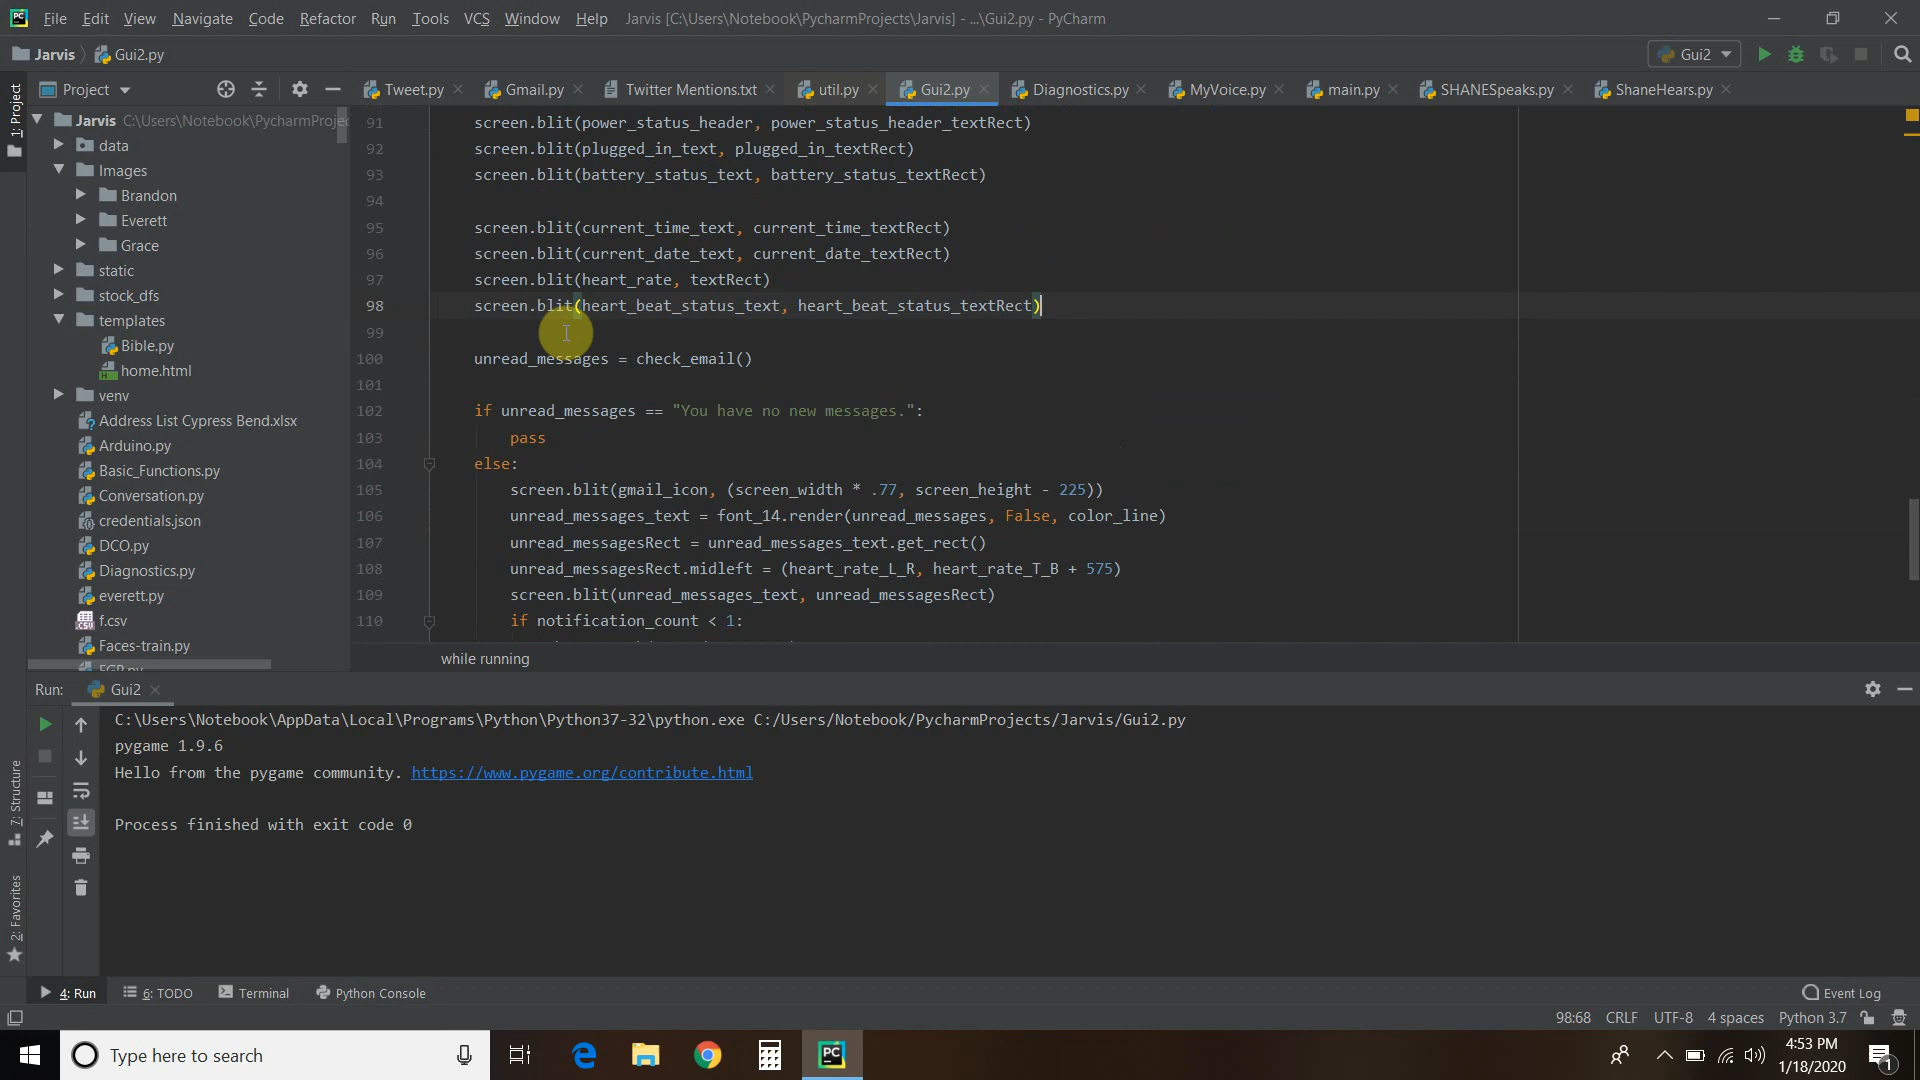 File Edit View Navigate Code Refactor Run Tools VCS Window Help Jarvis [C:\Users\Notebook\PycharmProjects\Jarvis] - ...\Gui2.py - PyCharm
Jarvis Gui2.py Gui2
1: Project
Project
Tweet.py Gmail.py Twitter Mentions.txt util.py Gui2.py Diagnostics.py MyVoice.py main.py SHANESpeaks.py ShaneHears.py
Jarvis C:\Users\Notebook\PycharmProje
data
Images
Brandon
Everett
Grace
static
stock_dfs
templates
Bible.py
home.html
venv
Address List Cypress Bend.xlsx
Arduino.py
Basic_Functions.py
Conversation.py
credentials.json
DCO.py
Diagnostics.py
everett.py
f.csv
Faces-train.py
91 screen.blit(power_status_header, power_status_header_textRect)
92 screen.blit(plugged_in_text, plugged_in_textRect)
93 screen.blit(battery_status_text, battery_status_textRect)
94
95 screen.blit(current_time_text, current_time_textRect)
96 screen.blit(current_date_text, current_date_textRect)
97 screen.blit(heart_rate, textRect)
98 screen.blit(heart_beat_status_text, heart_beat_status_textRect)
99
100 unread_messages = check_email()
101
102 if unread_messages == "You have no new messages.":
103 pass
104 else:
105 screen.blit(gmail_icon, (screen_width * .77, screen_height - 225))
106 unread_messages_text = font_14.render(unread_messages, False, color_line)
107 unread_messagesRect = unread_messages_text.get_rect()
108 unread_messagesRect.midleft = (heart_rate_L_R, heart_rate_T_B + 575)
109 screen.blit(unread_messages_text, unread_messagesRect)
110 if notification_count < 1:
while running
Run: Gui2
C:\Users\Notebook\AppData\Local\Programs\Python\Python37-32\python.exe C:/Users/Notebook/PycharmProjects/Jarvis/Gui2.py
pygame 1.9.6
Hello from the pygame community. https://www.pygame.org/contribute.html
Process finished with exit code 0
7: Structure
2: Favorites
4: Run 6: TODO Terminal Python Console Event Log
98:68 CRLF UTF-8 4 spaces Python 3.7
Type here to search
4:53 PM
1/18/2020
1